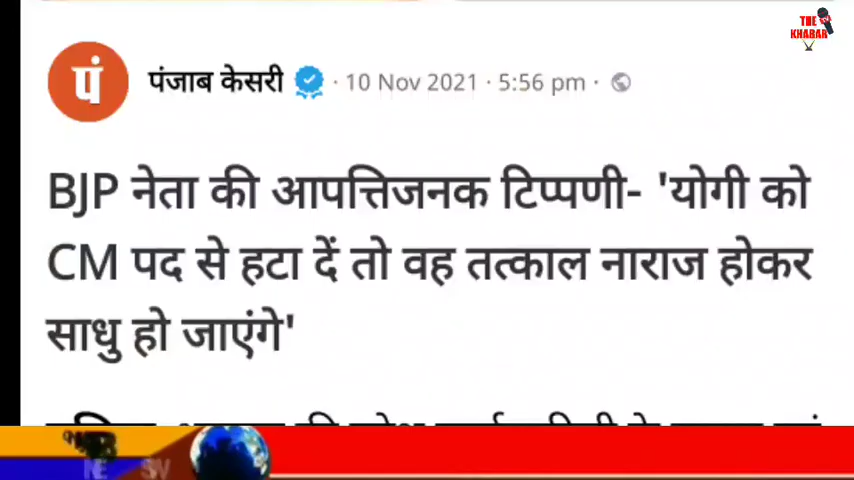 THE
KHABAR
पं
पंजाब केसरी · 10 Nov 2021 · 5:56 pm ·
BJP नेता की आपत्तिजनक टिप्पणी- 'योगी को
CM पद से हटा दें तो वह तत्काल नाराज होकर
साधु हो जाएंगे'